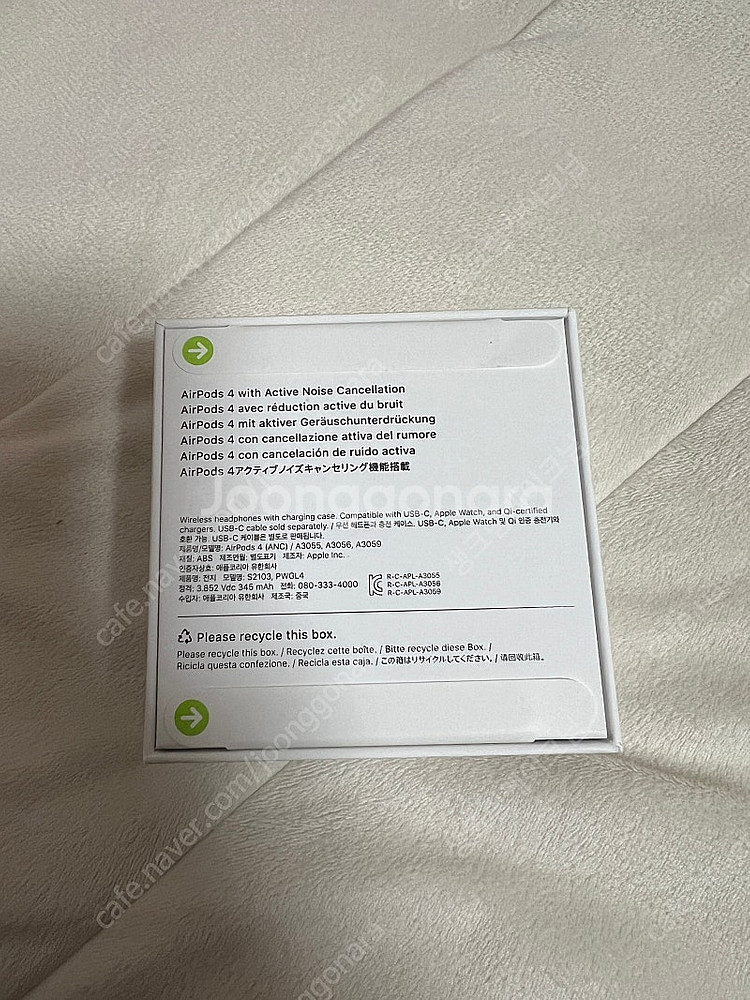 AirPods 4 with Active Noise Cancellation
AirPods 4 avec réduction active du bruit
AirPods 4 mit aktiver Geräuschunterdrückung
AirPods 4 con cancellazione attiva del rumore
AirPods 4 con cancelación de ruido activa
AirPods 4アクティブノイズキャンセリング機能搭載
Joonggonara
Wireless headphones with charging case. Compatible with USB-C, Apple Watch, and Qi-certified
chargers. USB-C cable sold separately. / 무선 헤드폰과 충전 케이스. USB-C, Apple Watch 및 Qi 인증 충전기와
호환 가능. USB-C 케이블은 별도로 판매됩니다.
제품명/모델명: AirPods 4 (ANC) / A3055, A3056, A3059
재질: ABS 제조연월: 별도표기 제조자: Apple Inc.
인증자상호: 애플코리아 유한회사
제품명: 전지 모델명: S2103, PWGL4
정격: 3.852 Vdc 345 mAh 전화: 080-333-4000
수입자: 애플코리아 유한회사 제조국: 중국
R-C-APL-A3055
R-C-APL-A3056
R-C-APL-A3059
Please recycle this box.
Please recycle this box. / Recyclez cette boîte. / Bitte recycle diese Box. /
Ricicla questa confezione. / Recicla esta caja. / この箱はリサイクルしてください。/ 请回收此箱。
cafe.naver.com/joonggonara